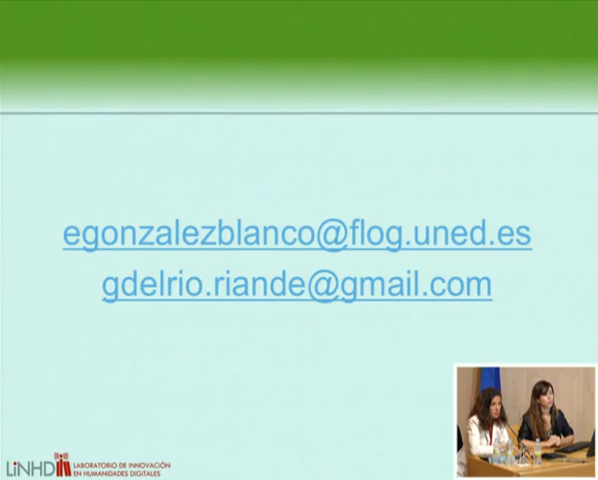 egonzalezblanco@flog.uned.es
gdelrio.riande@gmail.com
LiNHD
LABORATORIO DE INNOVACIÓN
EN HUMANIDADES DIGITALES